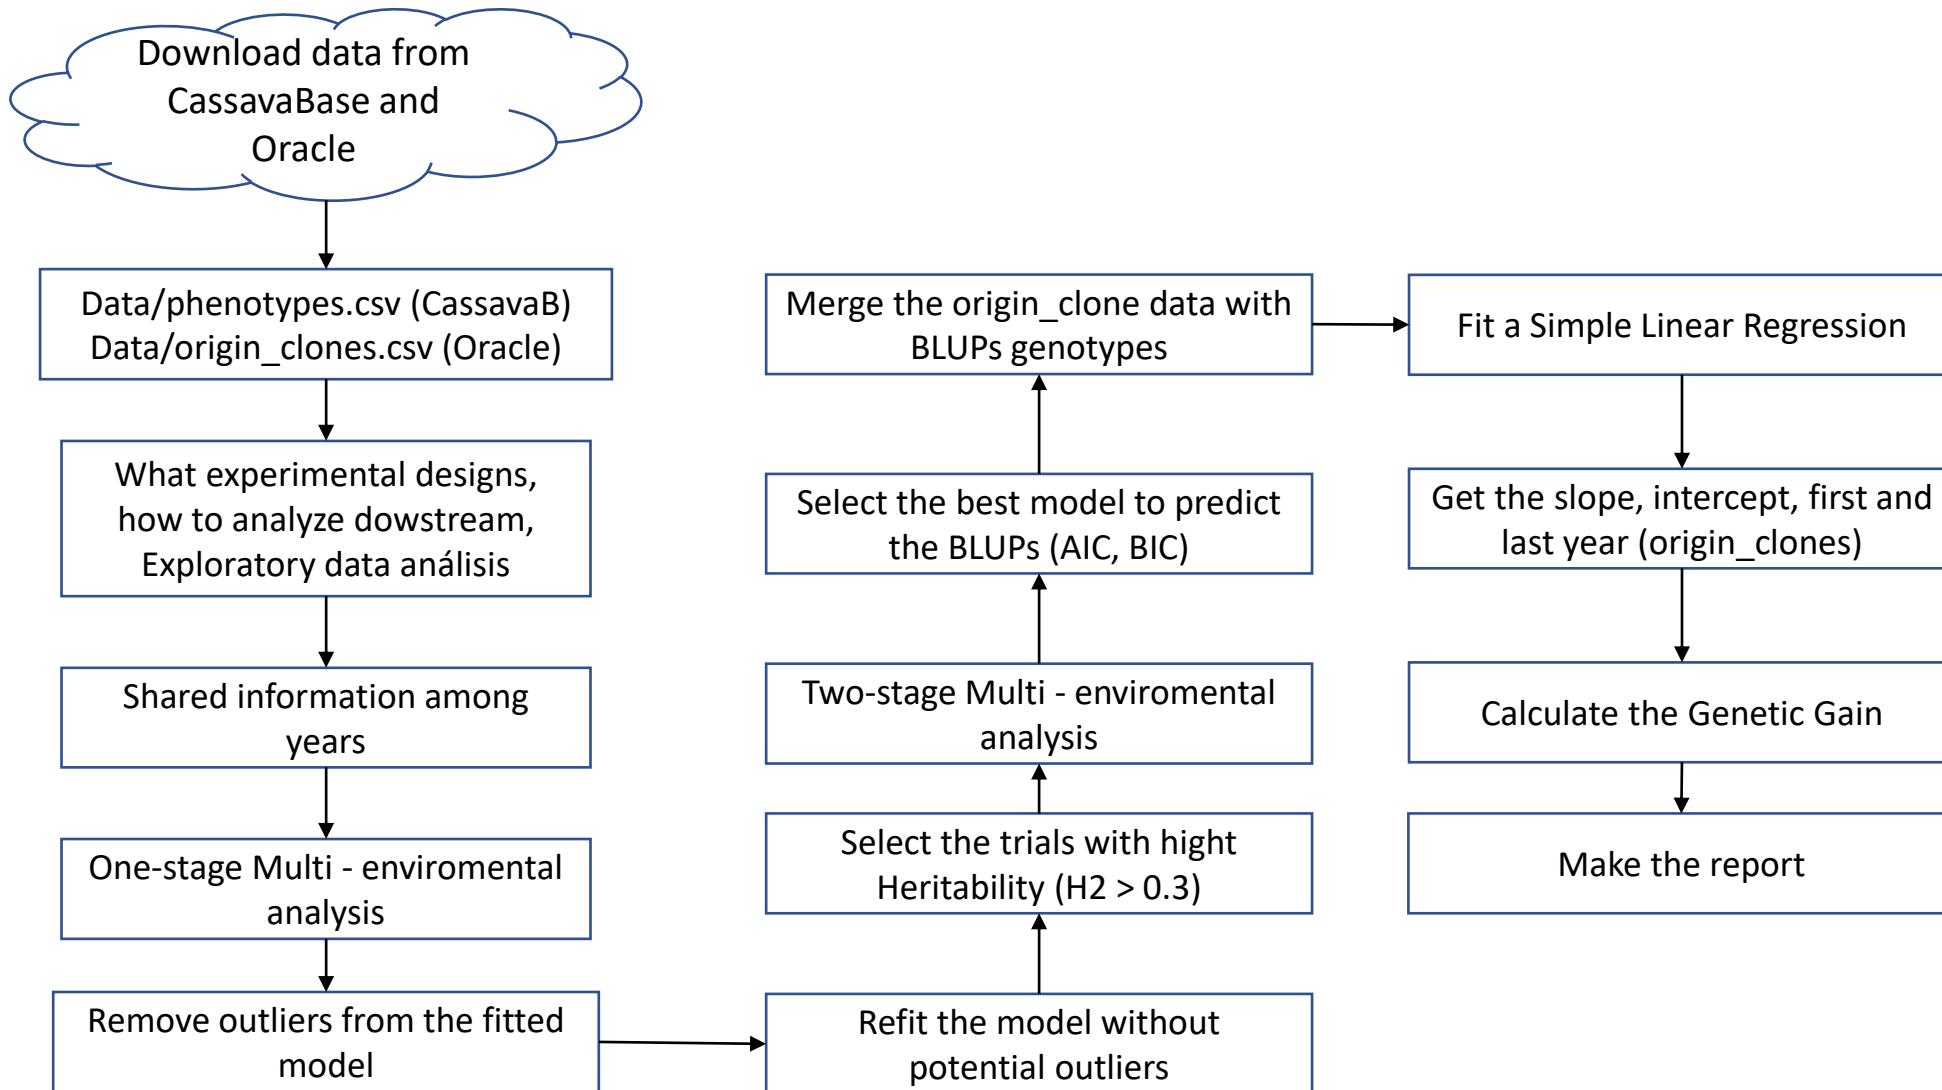 Download data from
CassavaBase and
Oracle
Data/phenotypes.csv (CassavaB)
Data/origin_clones.csv (Oracle)
What experimental designs,
how to analyze dowstream,
Exploratory data análisis
Shared information among
years
One-stage Multi - enviromental
analysis
Remove outliers from the fitted
model
Refit the model without
potential outliers
Select the trials with hight
Heritability (H2 > 0.3)
Two-stage Multi - enviromental
analysis
Select the best model to predict
the BLUPs (AIC, BIC)
Merge the origin_clone data with
BLUPs genotypes
Fit a Simple Linear Regression
Get the slope, intercept, first and
last year (origin_clones)
Calculate the Genetic Gain
Make the report